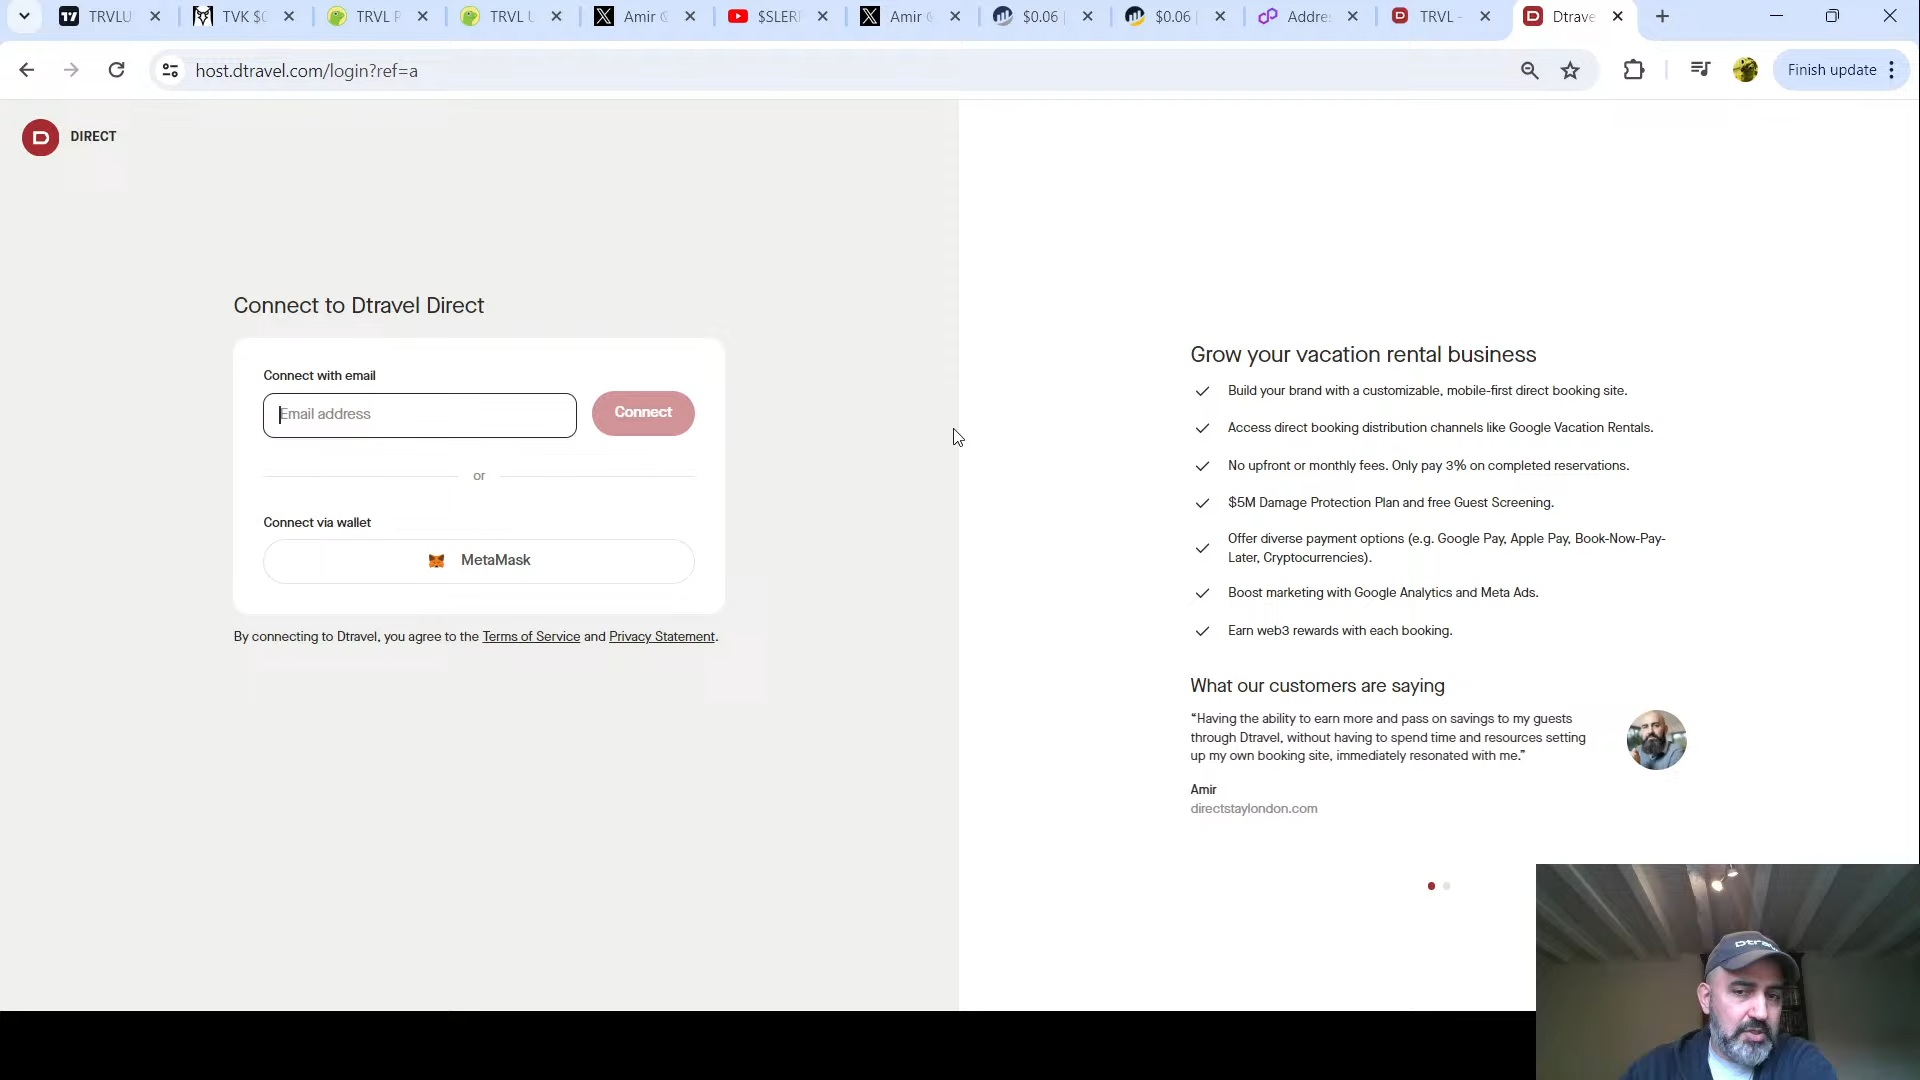 TRVLU
TVK $0
TRVL P
TRVL U
Amir
$SLERF
Amir
$0.06
$0.06
Addre
TRVL -
Dtrave
host.dtravel.com/login?ref=a
Finish update
DIRECT
Connect to Dtravel Direct
Connect with email
Email address
Connect
or
Connect via wallet
MetaMask
By connecting to Dtravel, you agree to the Terms of Service and Privacy Statement.
Grow your vacation rental business
Build your brand with a customizable, mobile-first direct booking site.
Access direct booking distribution channels like Google Vacation Rentals.
No upfront or monthly fees. Only pay 3% on completed reservations.
$5M Damage Protection Plan and free Guest Screening.
Offer diverse payment options (e.g. Google Pay, Apple Pay, Book-Now-Pay-
Later, Cryptocurrencies).
Boost marketing with Google Analytics and Meta Ads.
Earn web3 rewards with each booking.
What our customers are saying
“Having the ability to earn more and pass on savings to my guests
through Dtravel, without having to spend time and resources setting
up my own booking site, immediately resonated with me.”
Amir
directstaylondon.com